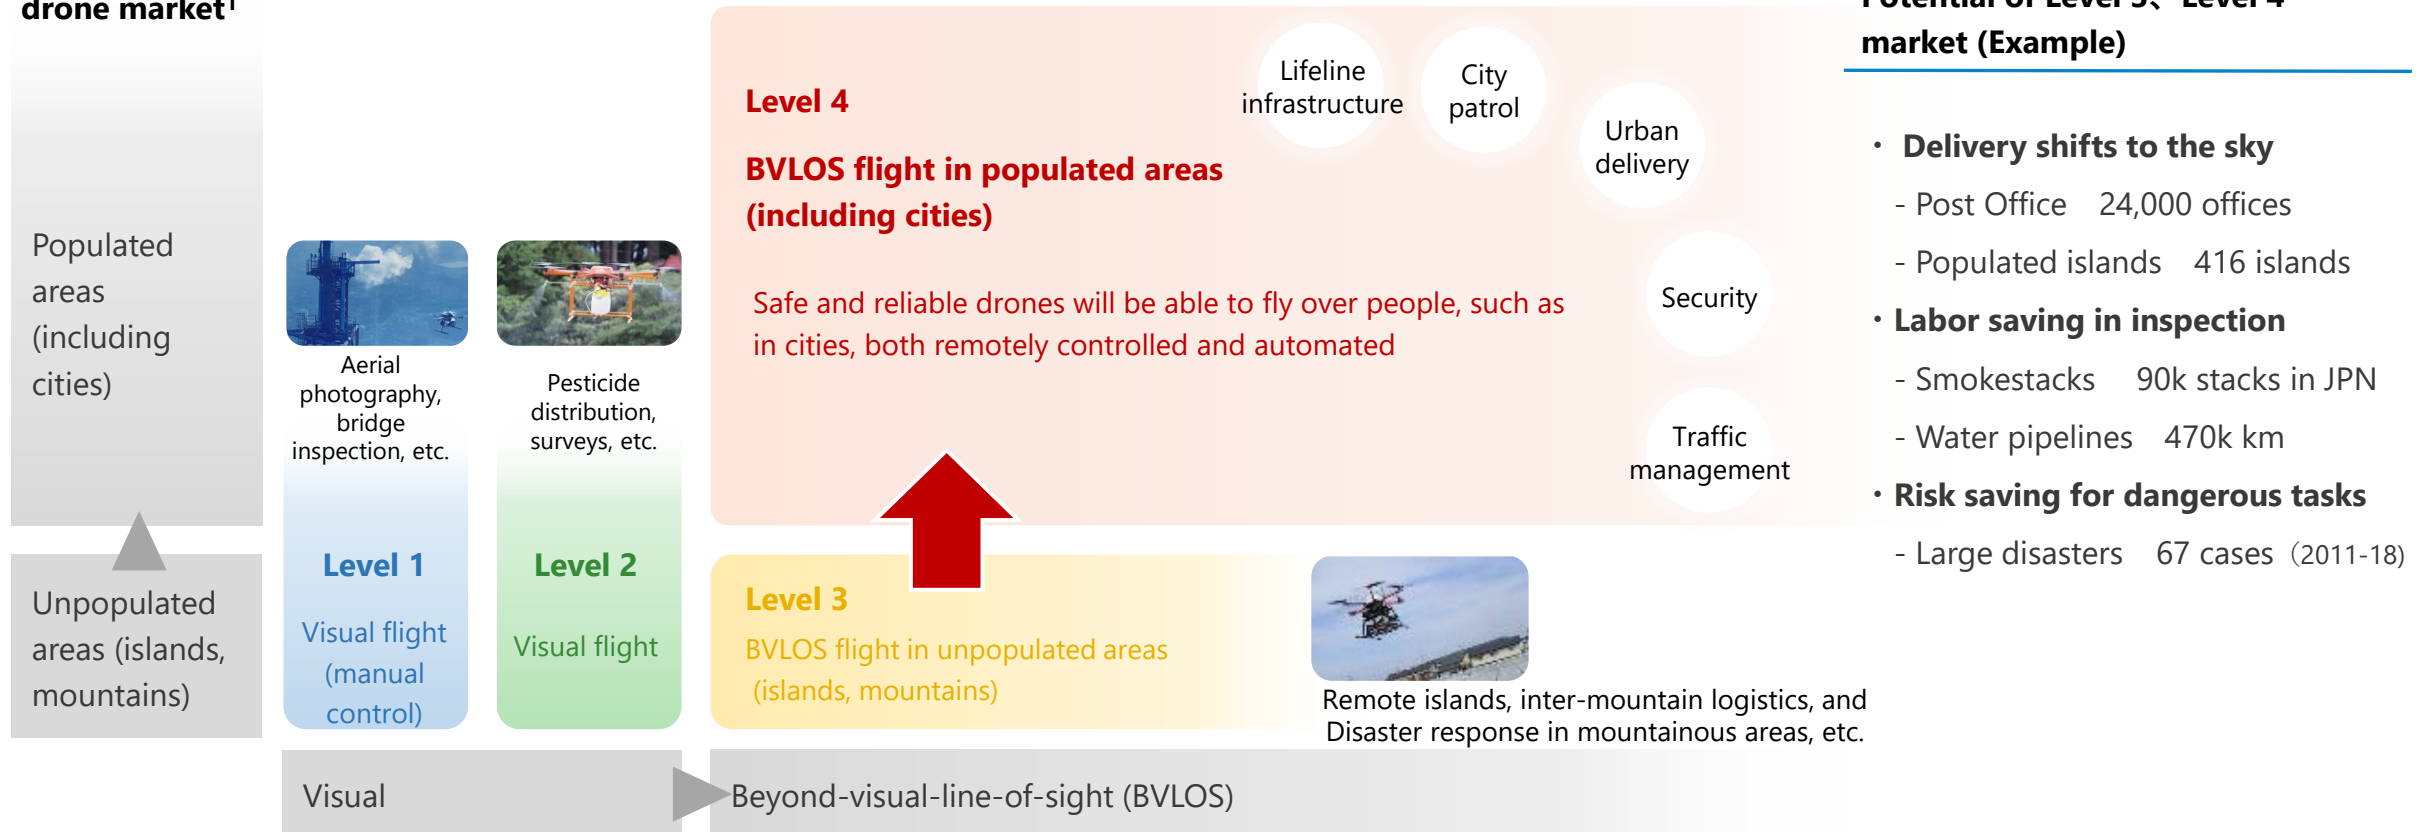 drone market¹
Populated
areas
(including
cities)
Unpopulated
areas (islands,
mountains)
Aerial
photography,
bridge
inspection, etc.
Level 1
Visual flight
(manual
control)
Pesticide
distribution,
surveys, etc.
Level 2
Visual flight
Level 4
BVLOS flight in populated areas
(including cities)
Safe and reliable drones will be able to fly over people, such as
in cities, both remotely controlled and automated
Lifeline
infrastructure
City
patrol
Urban
delivery
Security
Traffic
management
Level 3
BVLOS flight in unpopulated areas
(islands, mountains)
Remote islands, inter-mountain logistics, and
Disaster response in mountainous areas, etc.
Visual
Beyond-visual-line-of-sight (BVLOS)
Potential of Level 3、Level 4
market (Example)
・ Delivery shifts to the sky
- Post Office 24,000 offices
- Populated islands 416 islands
・Labor saving in inspection
- Smokestacks 90k stacks in JPN
- Water pipelines 470k km
・Risk saving for dangerous tasks
- Large disasters 67 cases（2011-18)